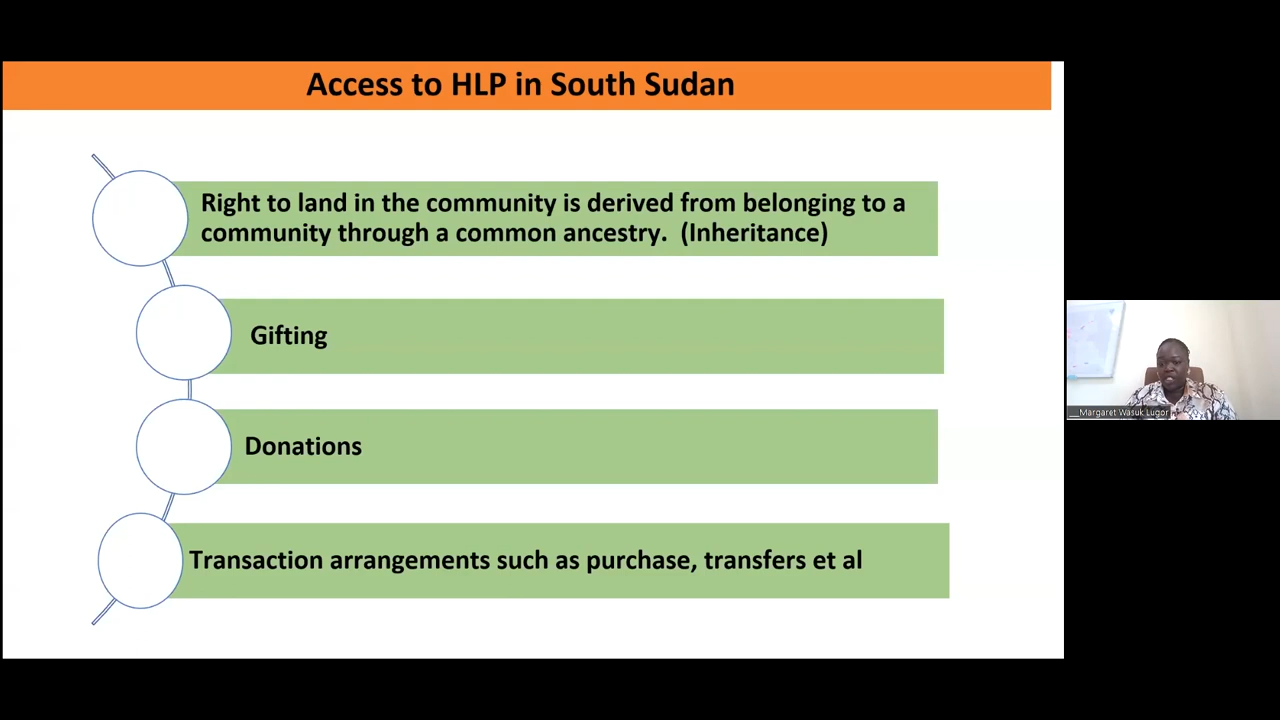 Access to HLP in South Sudan
Right to land in the community is derived from belonging to a
community through a common ancestry.  (Inheritance)
Gifting
Donations
Transaction arrangements such as purchase, transfers et al
__Margaret Wasuk Lugor